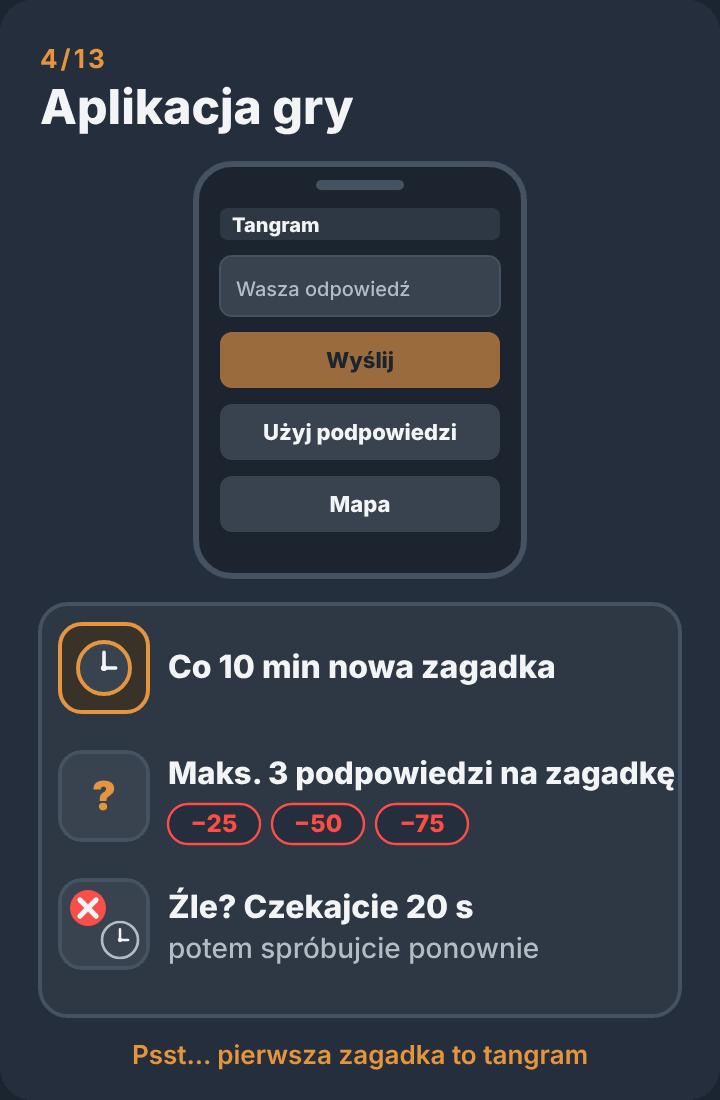 4/13
Aplikacja gry
Tangram
Wasza odpowiedź
Wyślij
Użyj podpowiedzi
Mapa
Co 10 min nowa zagadka
?
Maks. 3 podpowiedzi na zagadkę
−25 −50 −75
Źle? Czekajcie 20 s
potem spróbujcie ponownie
Psst... pierwsza zagadka to tangram